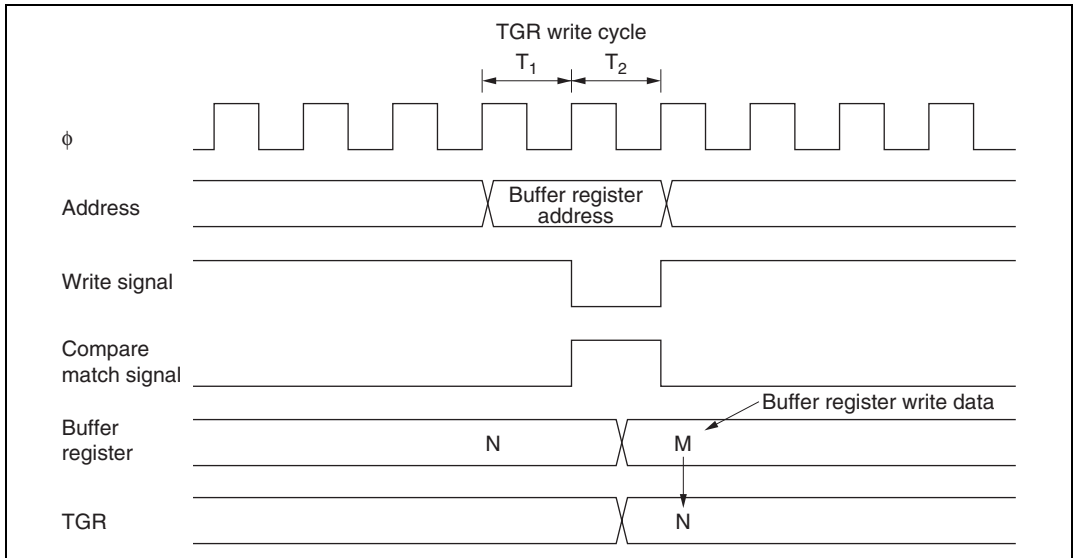 TGR write cycle
T1 T2
ϕ
Address
Buffer register
address
Write signal
Compare
match signal
Buffer register write data
Buffer
register
N M
TGR
N